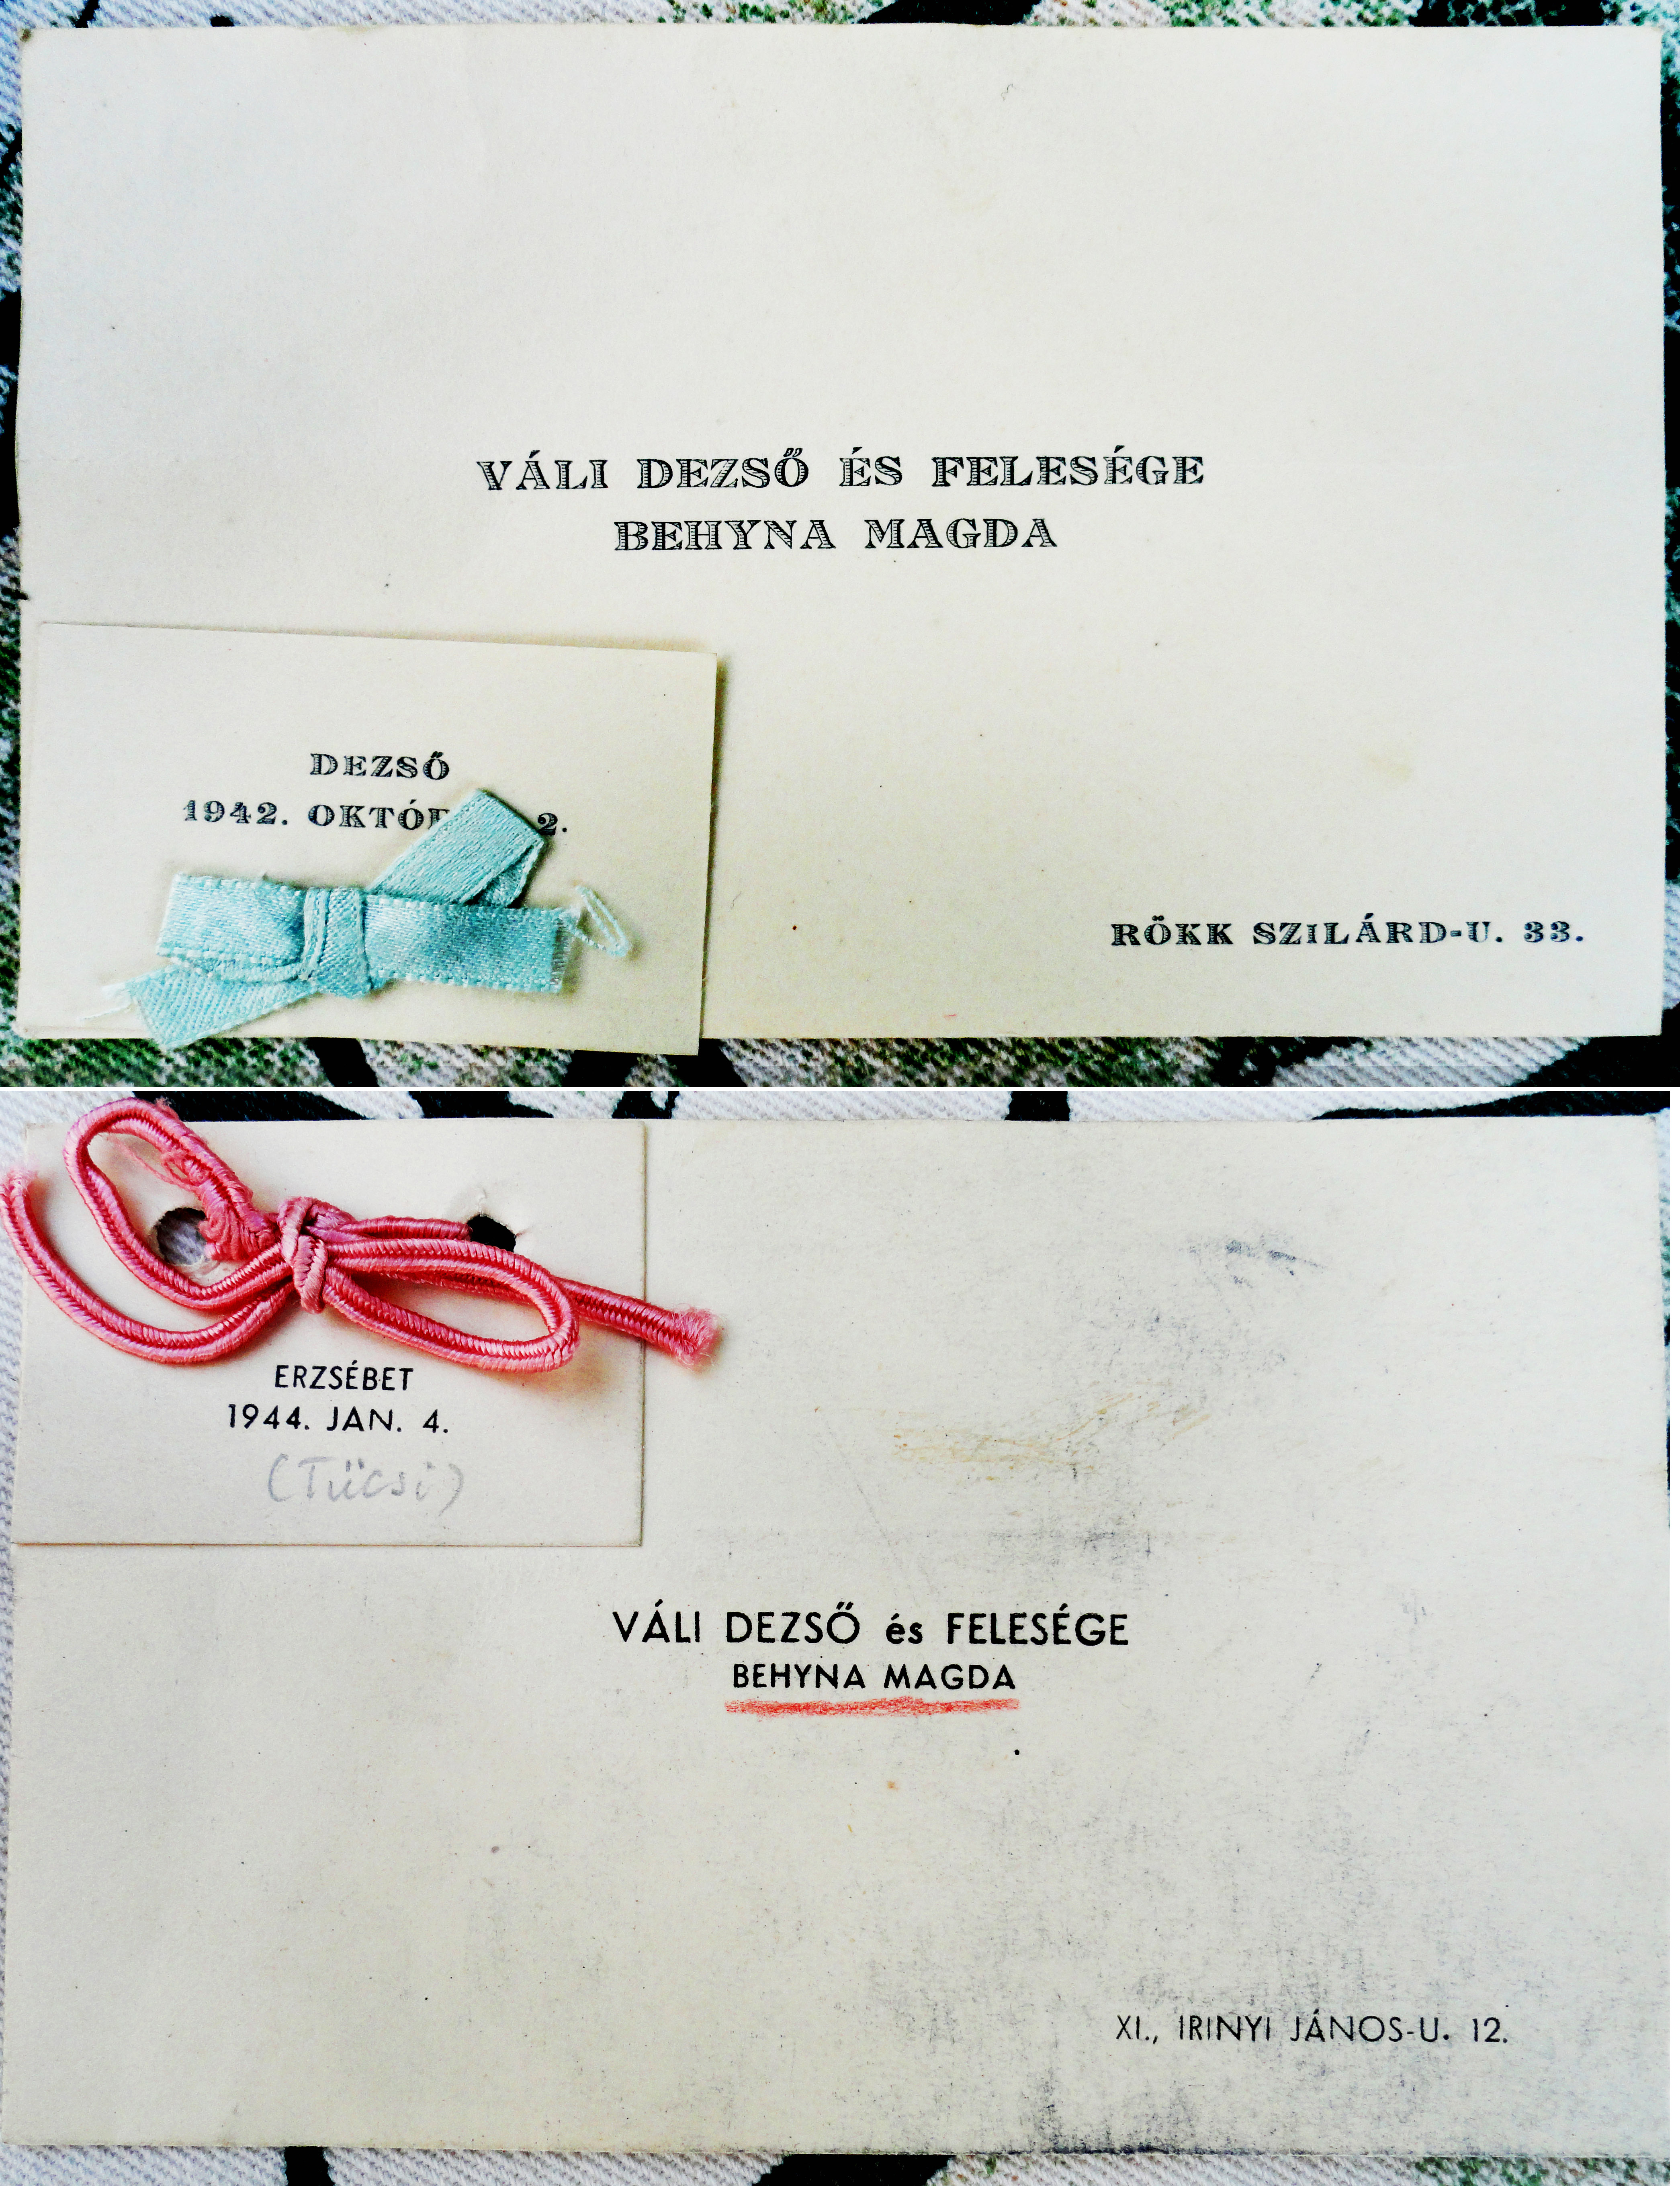 VÁLI DEZSŐ ÉS FELESÉGE
BEHYNA MAGDA
DEZSŐ
1942. 2.
RÖKK SZILÁRD-U. 33.
ERZSÉBET
1944. JAN. 4.
(Tücsi)
VÁLI DEZSŐ és FELESÉGE
BEHYNA MAGDA
XI., IRINYI JÁNOS-U. 12.